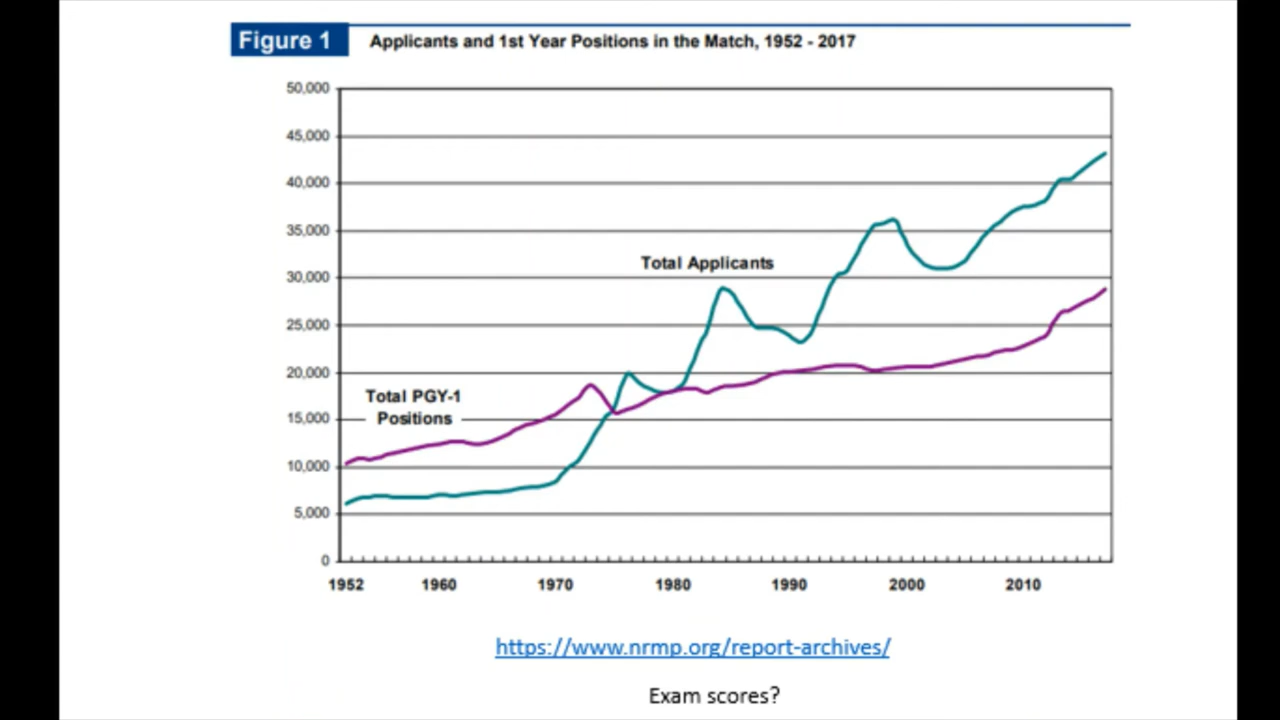 Figure 1
Applicants and 1st Year Positions in the Match, 1952 - 2017
50,000
45,000
40,000
35,000
30,000
25,000
20,000
15,000
10,000
5,000
0
Total Applicants
Total PGY-1
Positions
1952 1960 1970 1980 1990 2000 2010
https://www.nrmp.org/report-archives/
Exam scores?